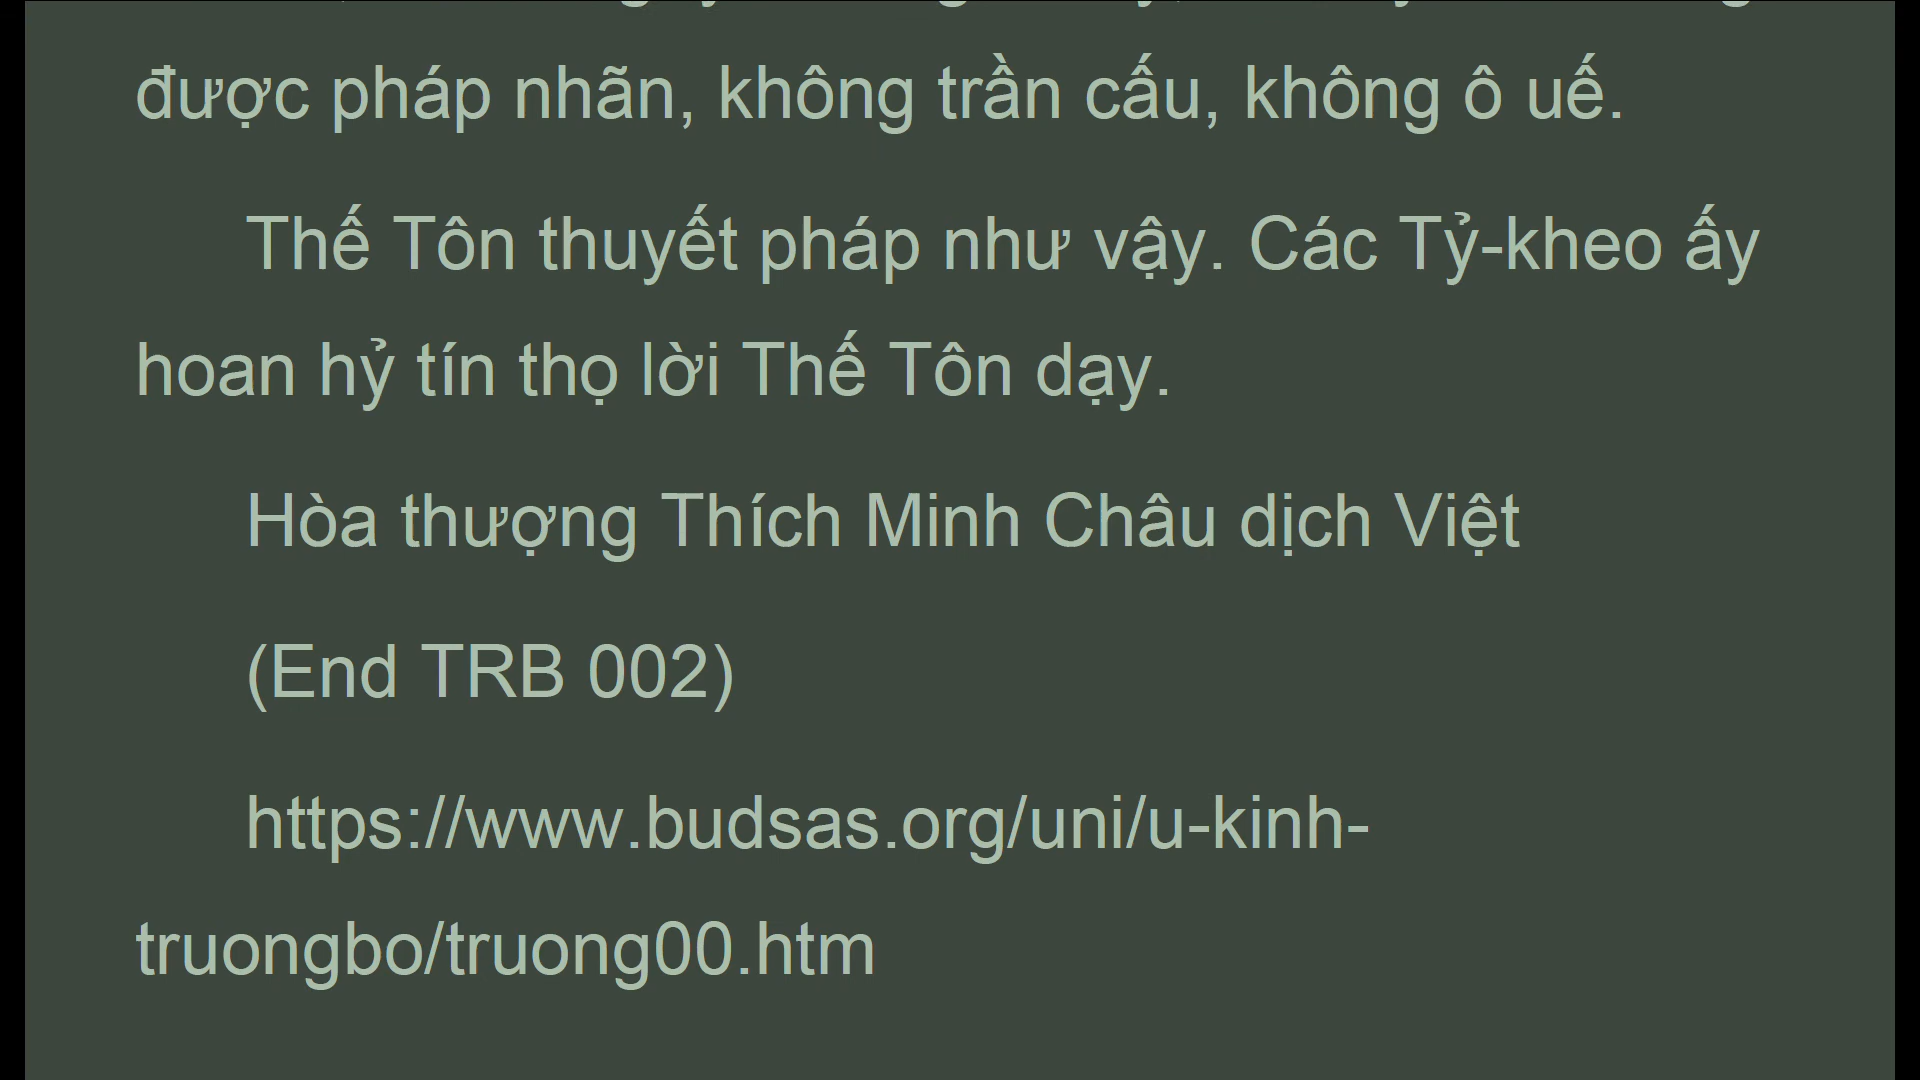 được pháp nhãn, không trần cấu, không ô uế.
Thế Tôn thuyết pháp như vậy. Các Tỷ-kheo ấy
hoan hỷ tín thọ lời Thế Tôn dạy.
Hòa thượng Thích Minh Châu dịch Việt
(End TRB 002)
https://www.budsas.org/uni/u-kinh-
truongbo/truong00.htm